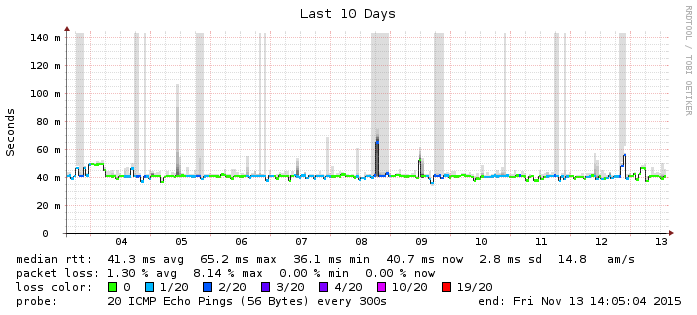 Last 10 Days
RRDTOOL / TOBI OETIKER
Seconds
140 m
120 m
100 m
80 m
60 m
40 m
20 m
0
04 05 06 07 08 09 10 11 12 13
median rtt: 41.3 ms avg 65.2 ms max 36.1 ms min 40.7 ms now 2.8 ms sd 14.8 am/s
packet loss: 1.30 % avg 8.14 % max 0.00 % min 0.00 % now
loss color: 0 1/20 2/20 3/20 4/20 10/20 19/20
probe: 20 ICMP Echo Pings (56 Bytes) every 300s end: Fri Nov 13 14:05:04 2015